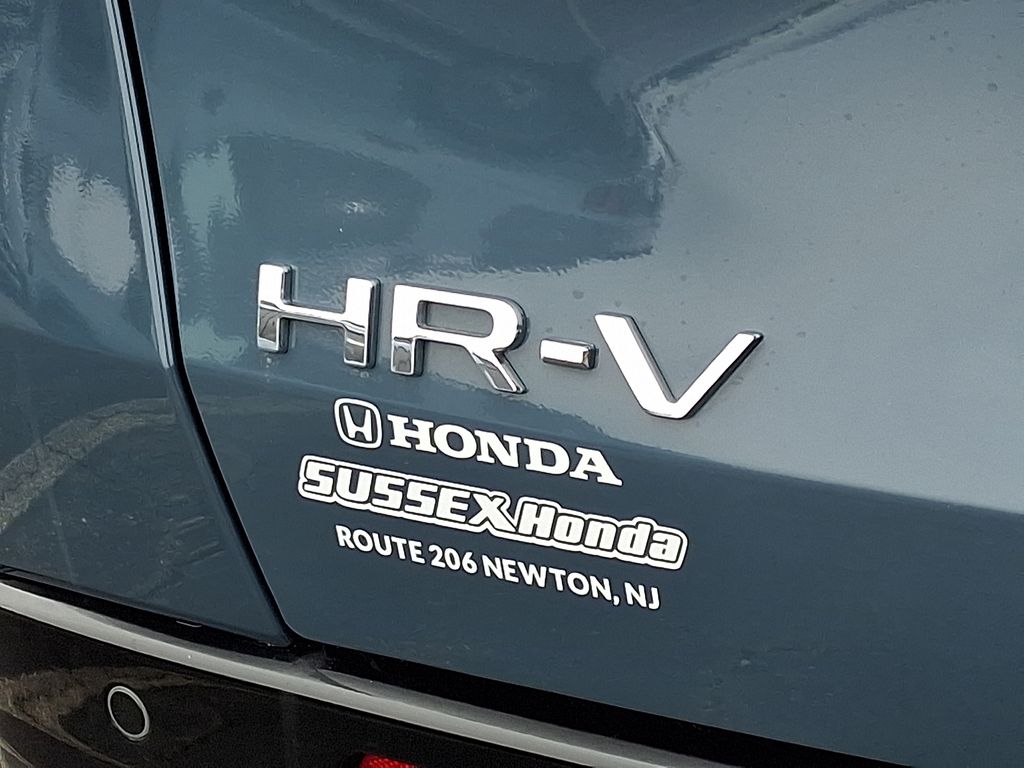 HR-V
HONDA
SUSSEX Honda
ROUTE 206 NEWTON, NJ